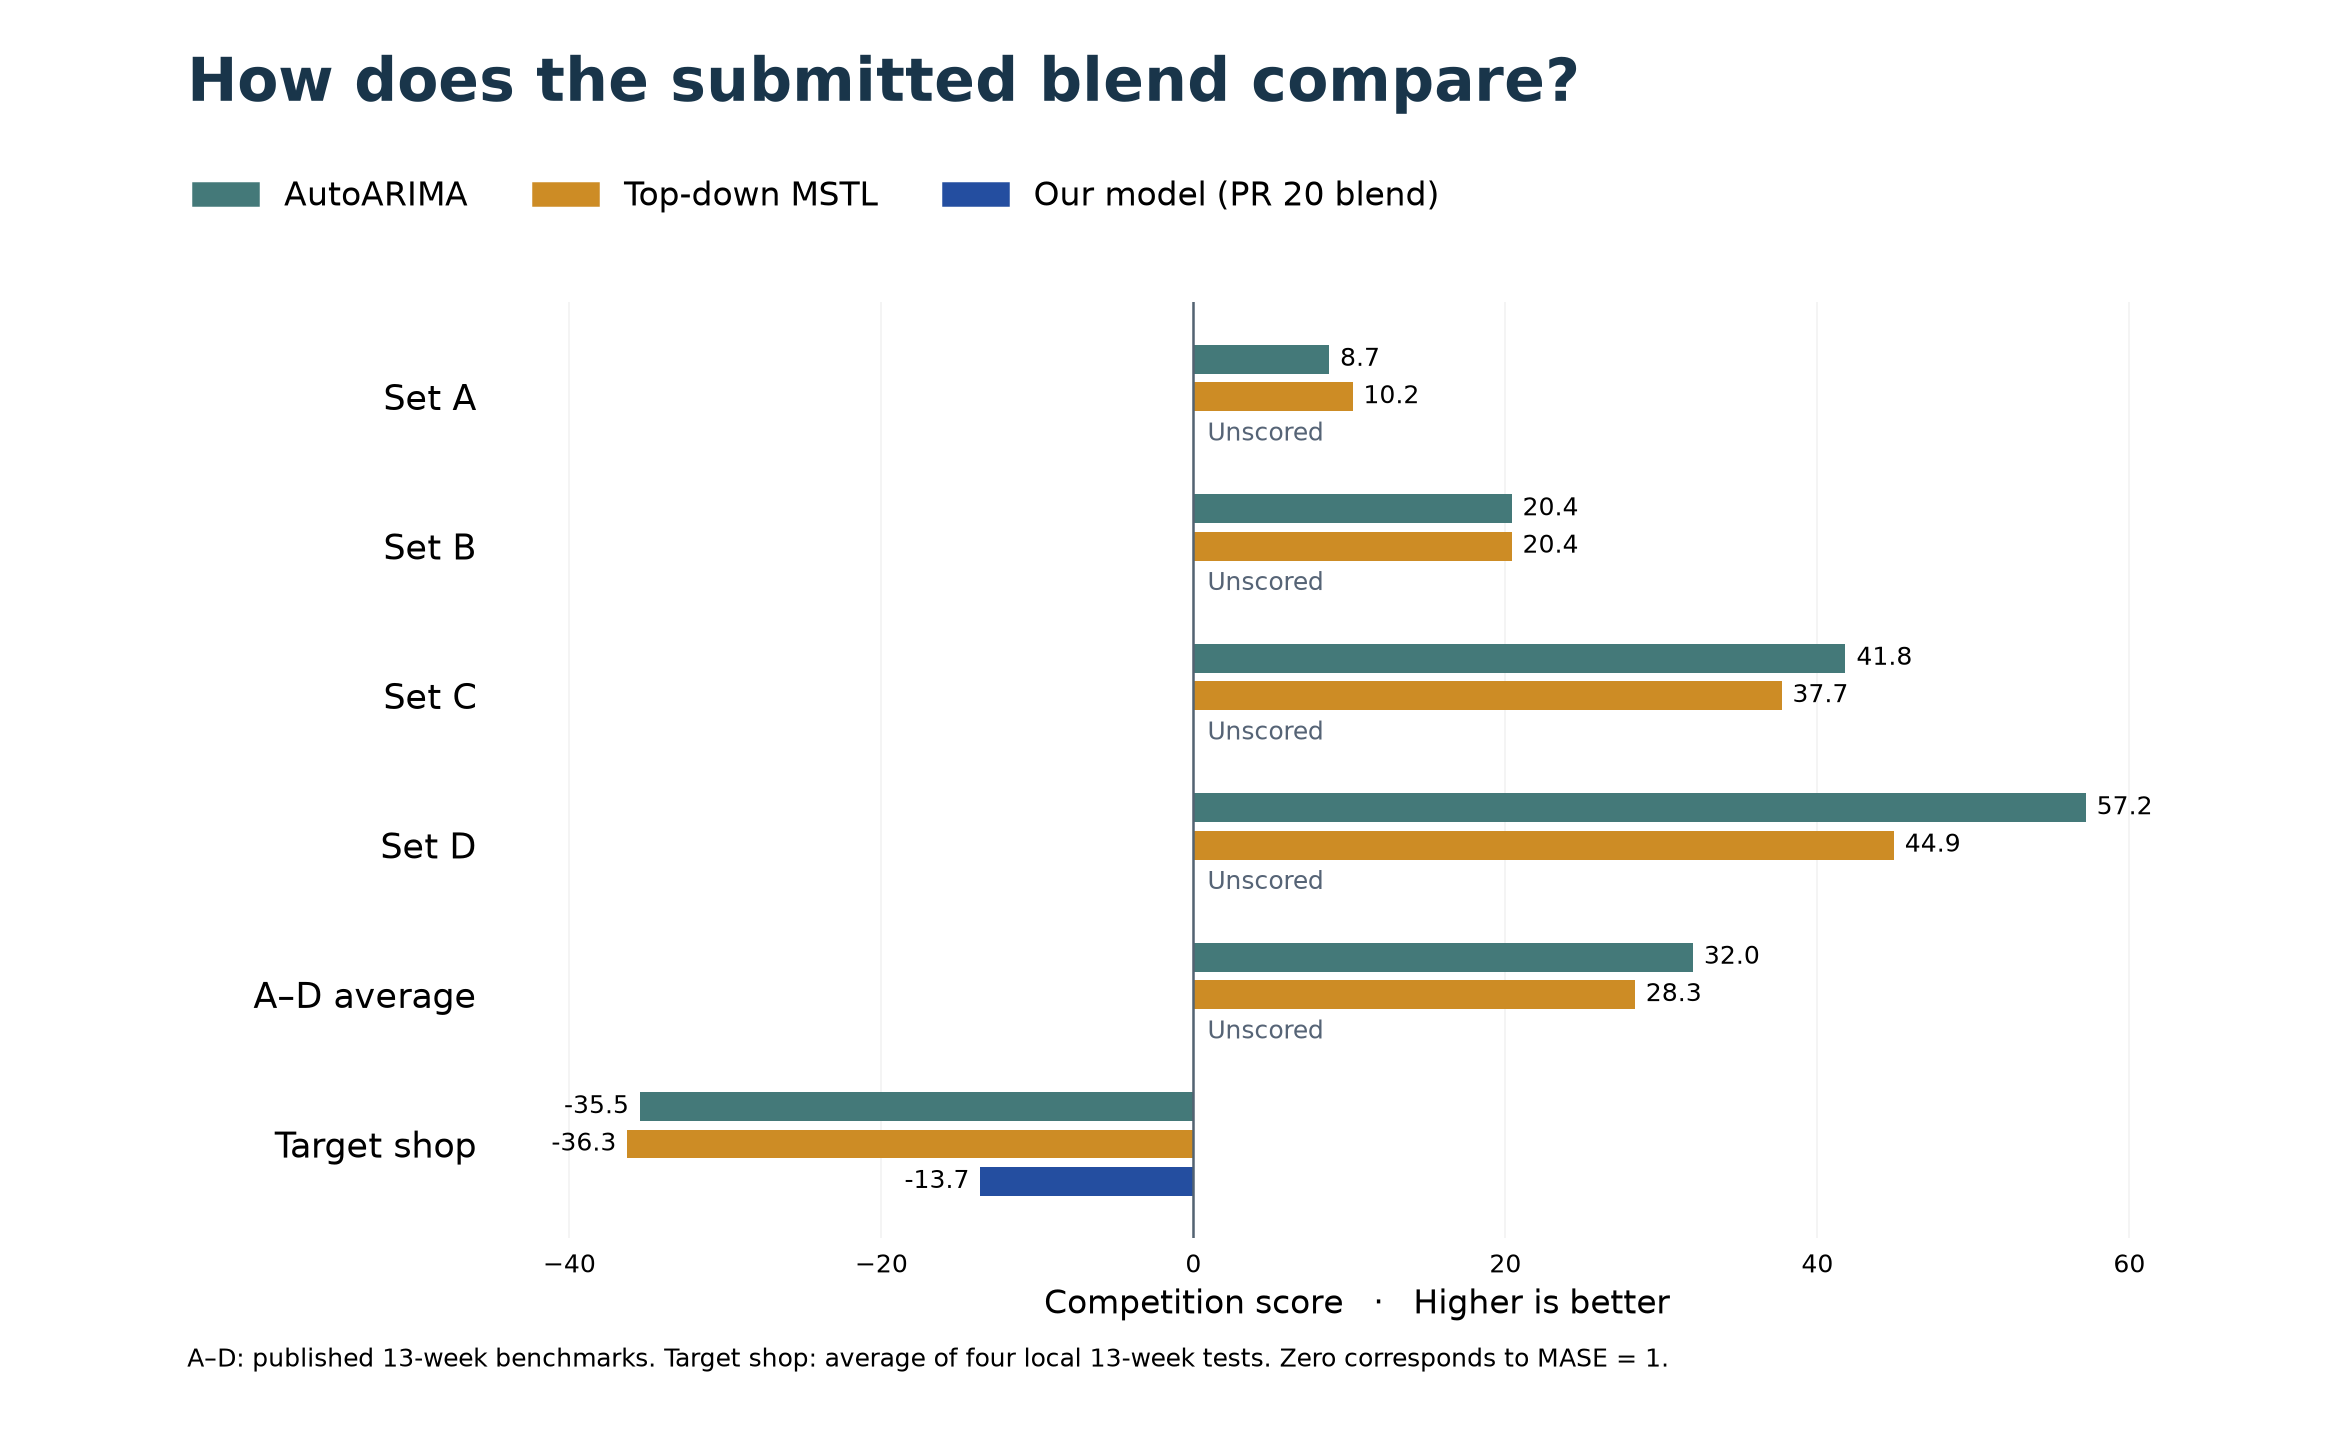 How does the submitted blend compare?
AutoARIMA Top-down MSTL Our model (PR 20 blend)
8.7
Set A
10.2
Unscored
20.4
Set B
20.4
Unscored
41.8
Set C
37.7
Unscored
57.2
Set D
44.9
Unscored
32.0
A–D average
28.3
Unscored
-35.5
Target shop
-36.3
-13.7
−40 −20 0 20 40 60
Competition score · Higher is better
A–D: published 13-week benchmarks. Target shop: average of four local 13-week tests. Zero corresponds to MASE = 1.